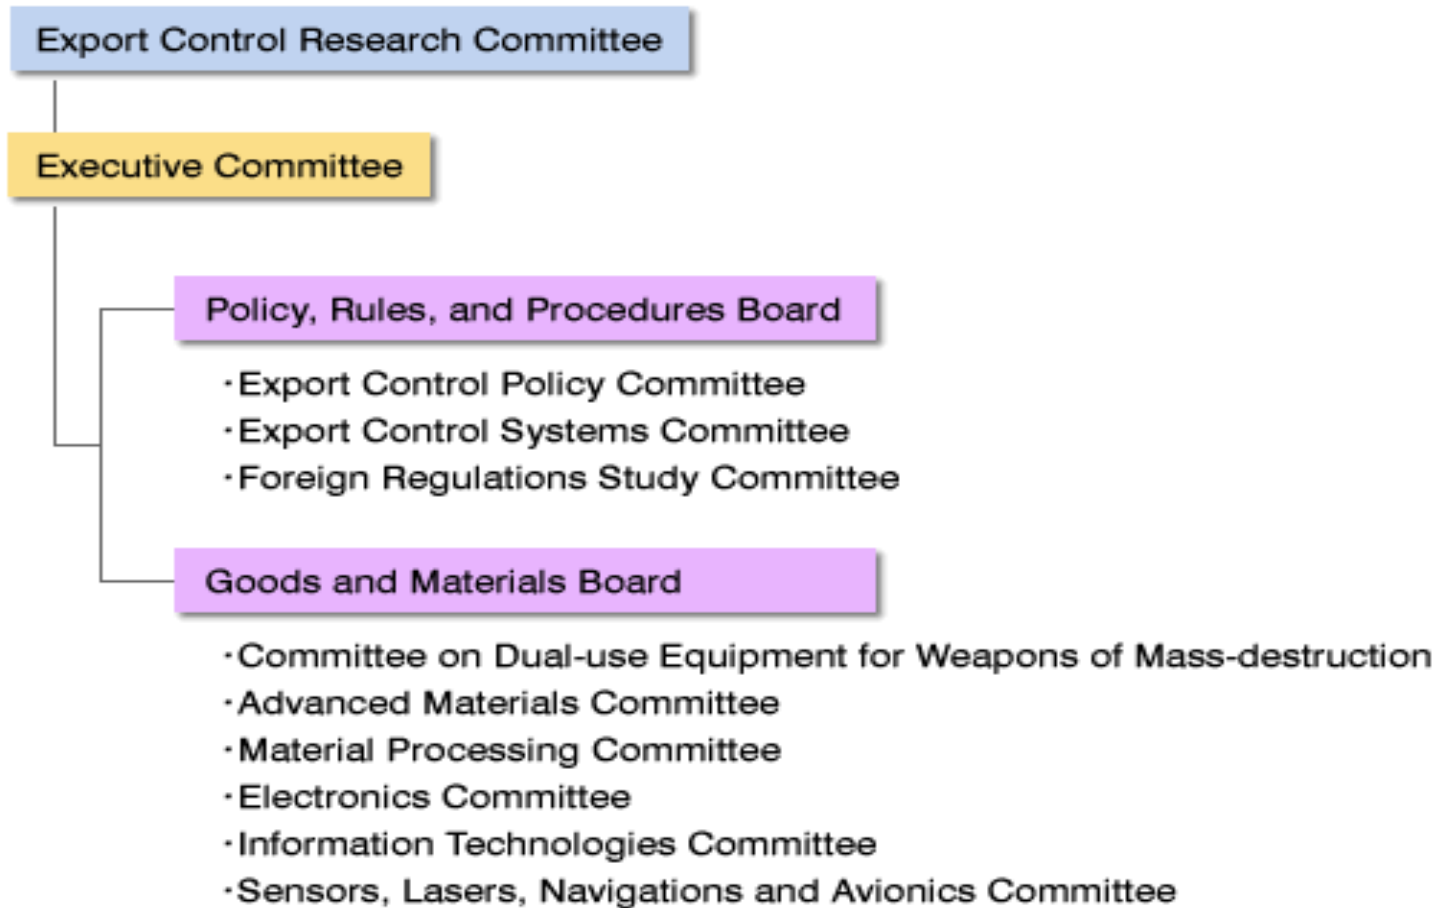 Export Control Research Committee
Executive Committee
Policy, Rules, and Procedures Board
・Export Control Policy Committee
・Export Control Systems Committee
・Foreign Regulations Study Committee
Goods and Materials Board
・Committee on Dual-use Equipment for Weapons of Mass-destruction
・Advanced Materials Committee
・Material Processing Committee
・Electronics Committee
・Information Technologies Committee
・Sensors, Lasers, Navigations and Avionics Committee